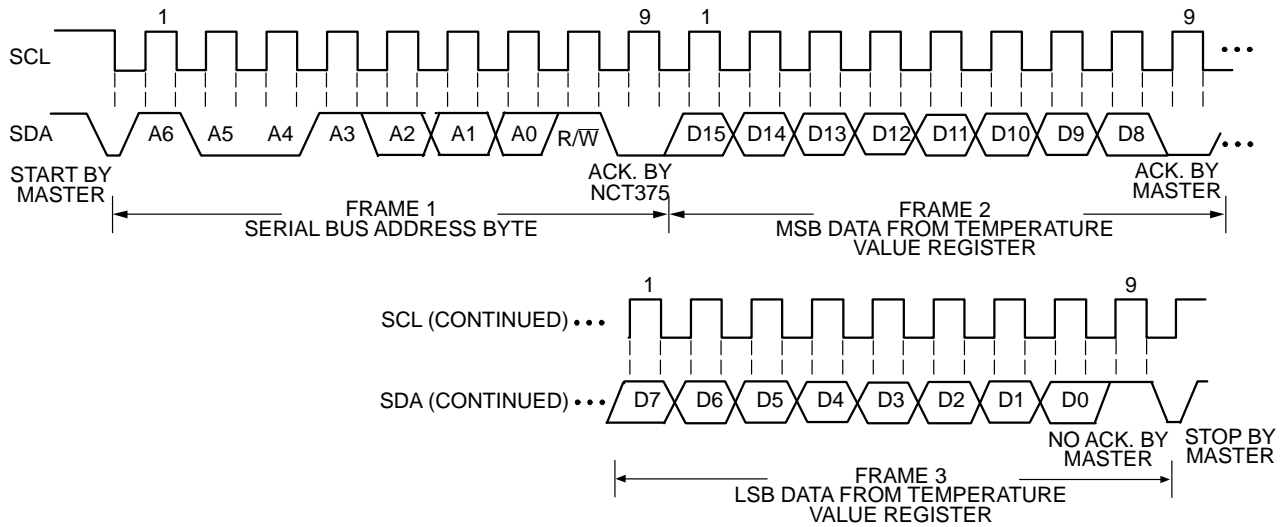 1 9 1 9
SCL
SDA A6 A5 A4 A3 A2 A1 A0 R/W̅ D15 D14 D13 D12 D11 D10 D9 D8
START BY
MASTER
ACK. BY
NCT375
ACK. BY
MASTER
FRAME 1
SERIAL BUS ADDRESS BYTE
FRAME 2
MSB DATA FROM TEMPERATURE
VALUE REGISTER
1 9
SCL (CONTINUED)
SDA (CONTINUED) D7 D6 D5 D4 D3 D2 D1 D0
NO ACK. BY
MASTER
STOP BY
MASTER
FRAME 3
LSB DATA FROM TEMPERATURE
VALUE REGISTER